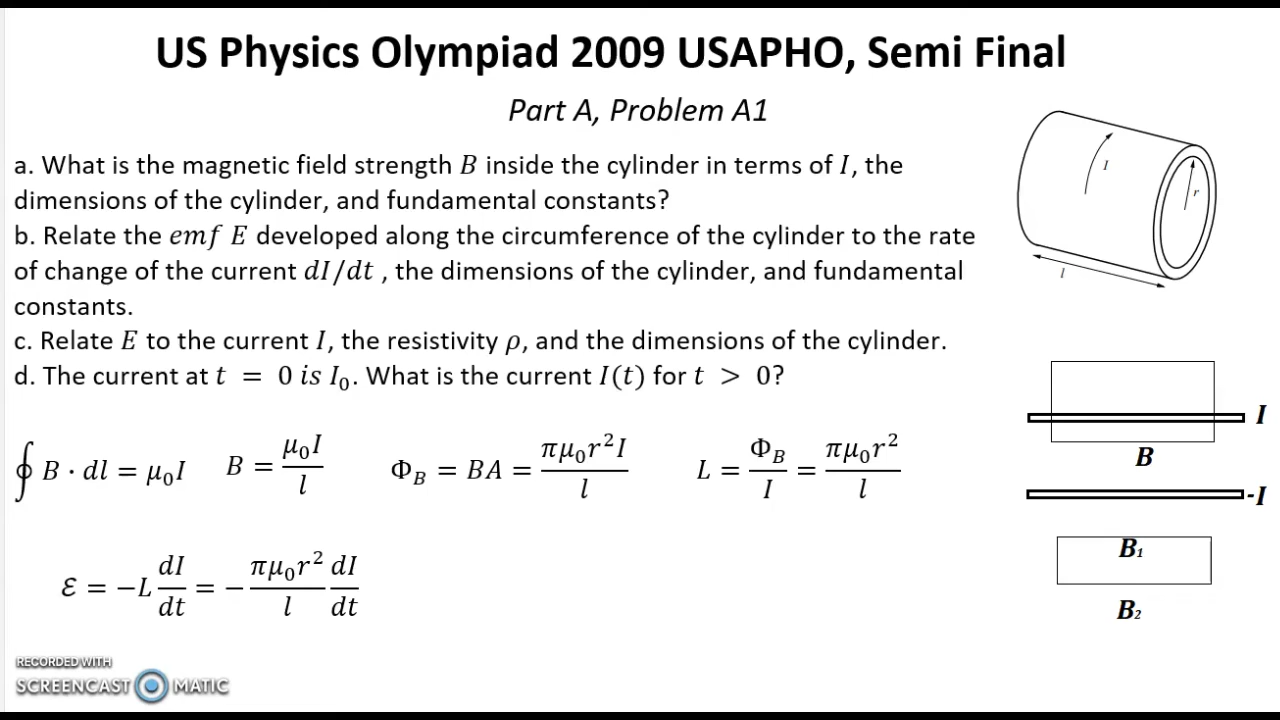 US Physics Olympiad 2009 USAPHO, Semi Final
Part A, Problem A1
a. What is the magnetic field strength B inside the cylinder in terms of I, the
dimensions of the cylinder, and fundamental constants?
b. Relate the emf E developed along the circumference of the cylinder to the rate
of change of the current dI/dt , the dimensions of the cylinder, and fundamental
constants.
c. Relate E to the current I, the resistivity ρ, and the dimensions of the cylinder.
d. The current at t = 0 is I₀. What is the current I(t) for t > 0?
I
r
l
∮ B · dl = μ₀I B = μ₀I / l Φ_B = BA = πμ₀r²I / l L = Φ_B / I = πμ₀r² / l
I
B
-I
B₁
B₂
ℰ = −L dI/dt = − πμ₀r² / l dI/dt
RECORDED WITH
SCREENCAST MATIC